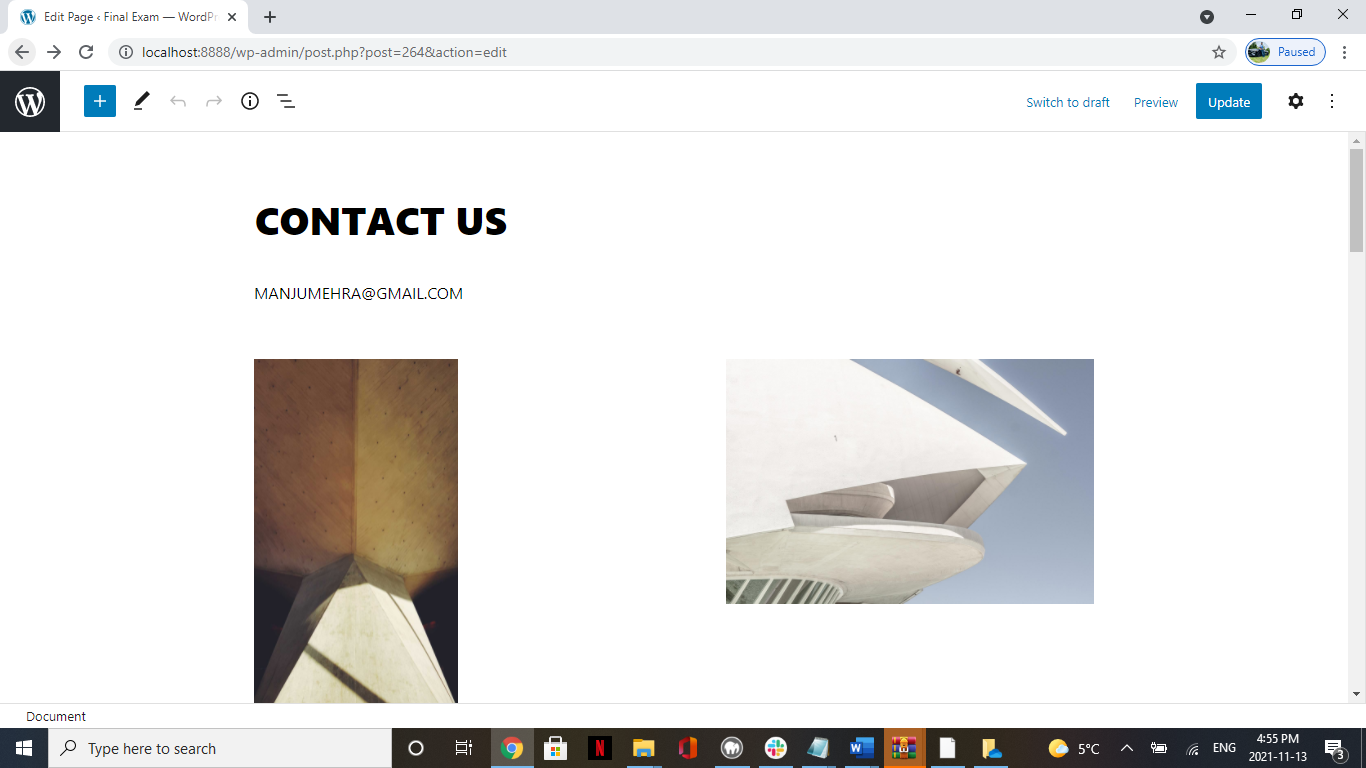 Edit Page ‹ Final Exam — WordPr
localhost:8888/wp-admin/post.php?post=264&action=edit
Paused
Switch to draft
Preview
Update
CONTACT US
MANJUMEHRA@GMAIL.COM
Document
Type here to search
5°C
ENG
4:55 PM
2021-11-13
3